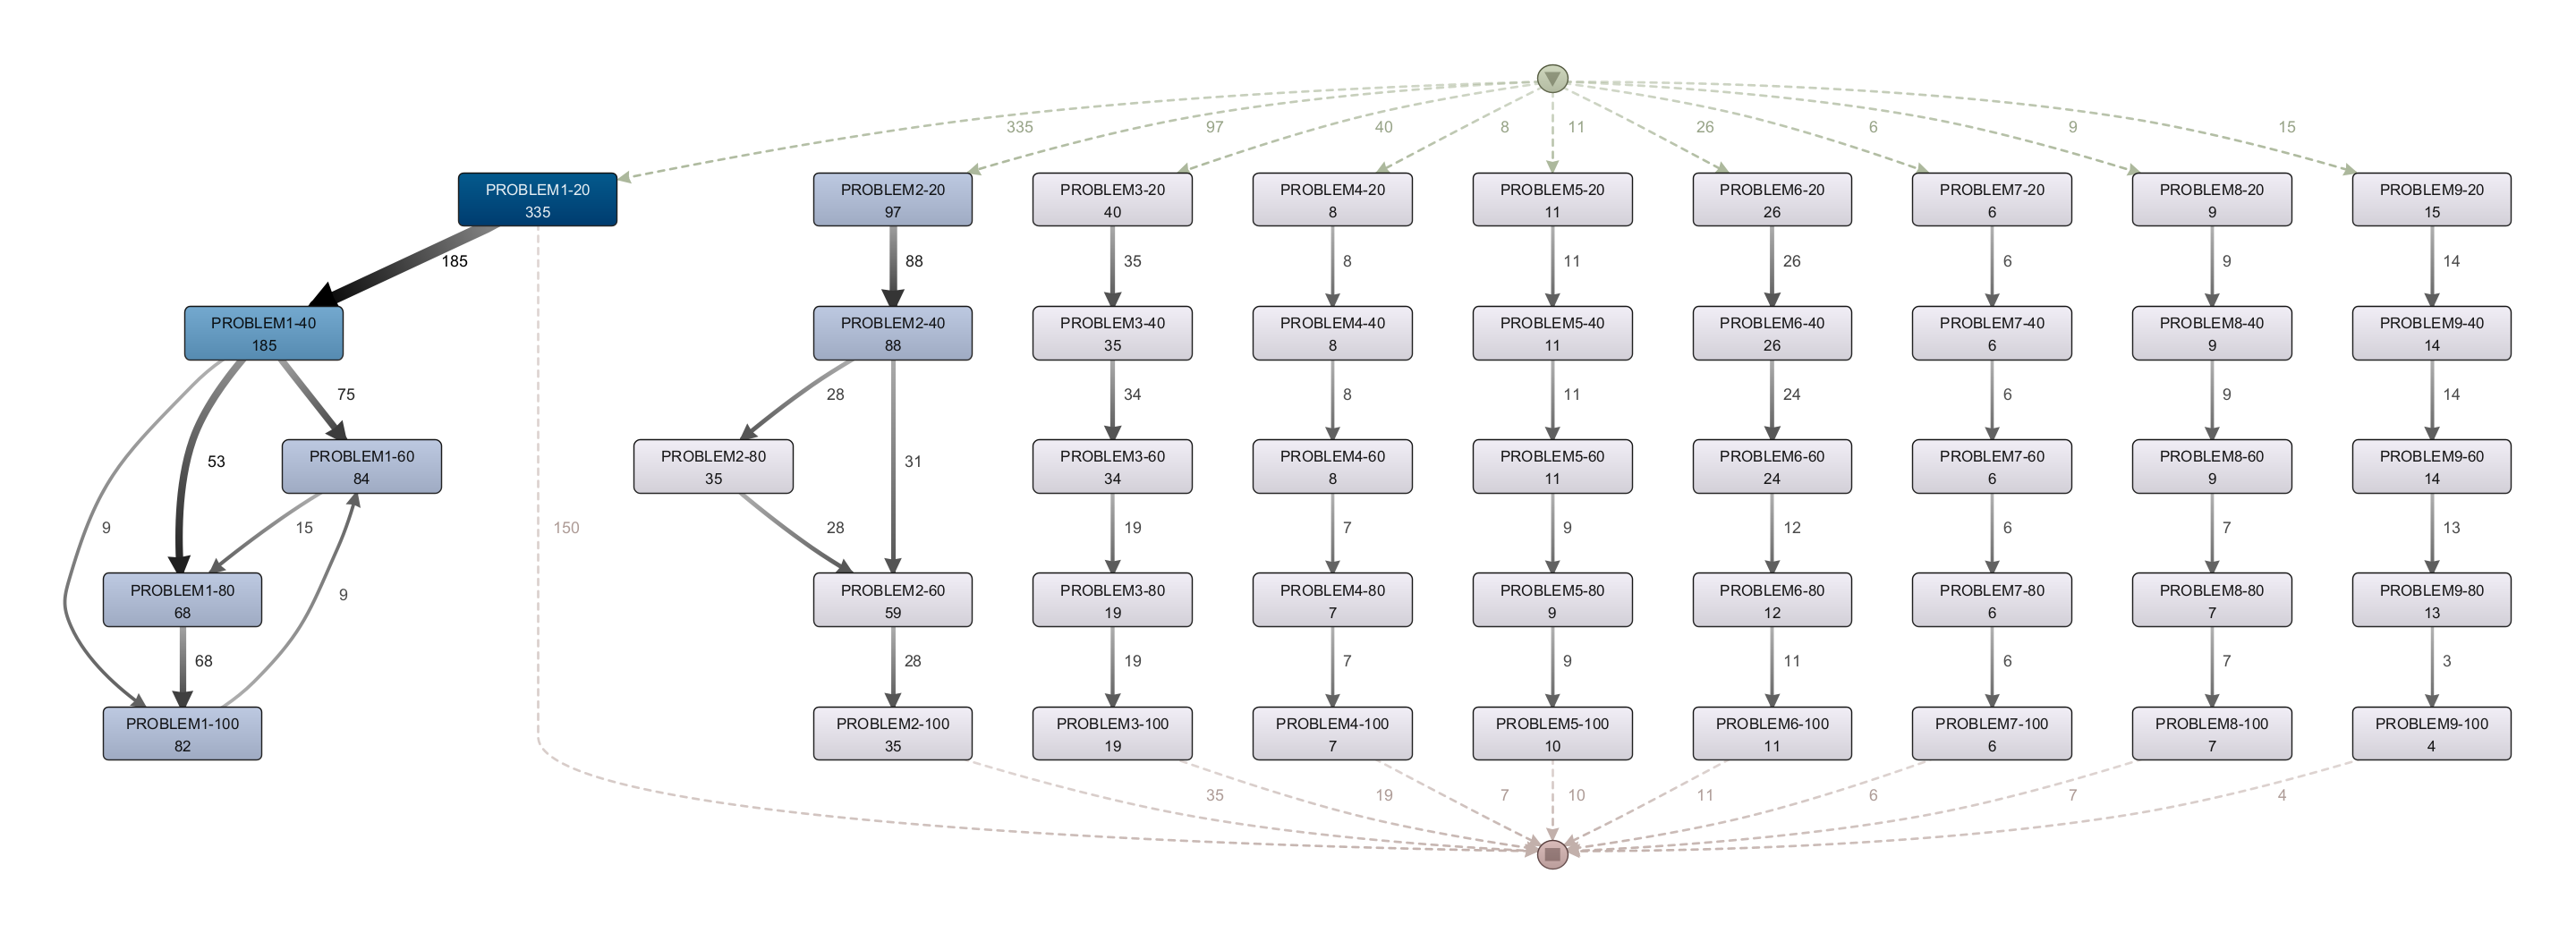 335
97
40
8
11
26
6
9
15
PROBLEM1-20
335
PROBLEM2-20
97
PROBLEM3-20
40
PROBLEM4-20
8
PROBLEM5-20
11
PROBLEM6-20
26
PROBLEM7-20
6
PROBLEM8-20
9
PROBLEM9-20
15
185
88
35
8
11
26
6
9
14
PROBLEM1-40
185
PROBLEM2-40
88
PROBLEM3-40
35
PROBLEM4-40
8
PROBLEM5-40
11
PROBLEM6-40
26
PROBLEM7-40
6
PROBLEM8-40
9
PROBLEM9-40
14
75
28
34
8
11
24
6
9
14
53
PROBLEM1-60
84
PROBLEM2-80
35
31
PROBLEM3-60
34
PROBLEM4-60
8
PROBLEM5-60
11
PROBLEM6-60
24
PROBLEM7-60
6
PROBLEM8-60
9
PROBLEM9-60
14
9
15
150
28
19
7
9
12
6
7
13
PROBLEM1-80
68
9
PROBLEM2-60
59
PROBLEM3-80
19
PROBLEM4-80
7
PROBLEM5-80
9
PROBLEM6-80
12
PROBLEM7-80
6
PROBLEM8-80
7
PROBLEM9-80
13
68
28
19
7
9
11
6
7
3
PROBLEM1-100
82
PROBLEM2-100
35
PROBLEM3-100
19
PROBLEM4-100
7
PROBLEM5-100
10
PROBLEM6-100
11
PROBLEM7-100
6
PROBLEM8-100
7
PROBLEM9-100
4
35
19
7
10
11
6
7
4